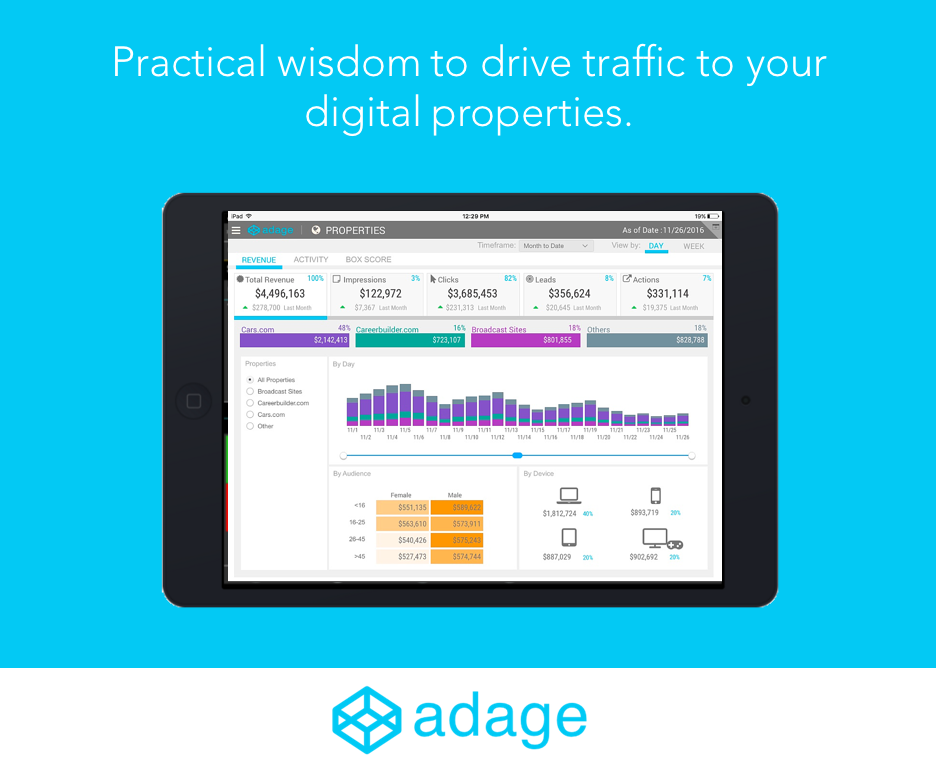 Practical wisdom to drive traffic to your
digital properties.
iPad 12:29 PM 19%
adage | PROPERTIES As of Date :11/26/2016
Timeframe: Month to Date View by: DAY WEEK
REVENUE ACTIVITY BOX SCORE
Total Revenue 100% Impressions 3% Clicks 82% Leads 8% Actions 7%
$4,496,163 $122,972 $3,685,453 $356,624 $331,114
$278,700 Last Month $7,367 Last Month $231,313 Last Month $20,645 Last Month $19,375 Last Month
Cars.com 48% Careerbuilder.com 16% Broadcast Sites 18% Others 18%
$2,142,413 $723,107 $801,855 $828,788
Properties
All Properties
Broadcast Sites
Careerbuilder.com
Cars.com
Other
By Day
11/1 11/3 11/5 11/7 11/9 11/11 11/13 11/15 11/17 11/19 11/21 11/23 11/25
11/2 11/4 11/6 11/8 11/10 11/12 11/14 11/16 11/18 11/20 11/22 11/24 11/26
By Audience
Female Male
<16 $551,135 $589,622
16-25 $563,610 $573,911
26-45 $540,426 $575,243
>45 $527,473 $574,744
By Device
$1,812,724 40% $893,719 20%
$887,029 20% $902,692 20%
adage